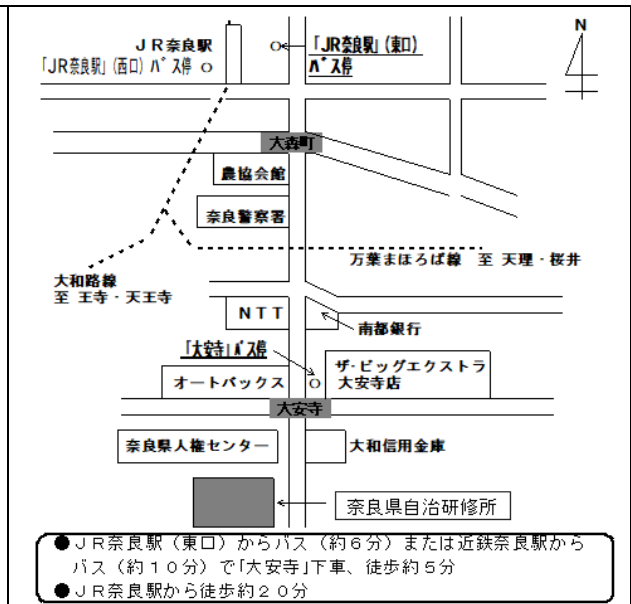 ＪＲ奈良駅
「JR奈良駅」（西口）バス停
「JR奈良駅」（東口）
バス停
N
大森町
農協会館
奈良警察署
大和路線
至 王寺・天王寺
万葉まほろば線　至 天理・桜井
ＮＴＴ
南都銀行
「大安寺」バス停
オートバックス
ザ・ビッグエクストラ
大安寺店
大安寺
奈良県人権センター
大和信用金庫
奈良県自治研修所
●ＪＲ奈良駅（東口）からバス（約６分）または近鉄奈良駅から
バス（約１０分）で「大安寺」下車、徒歩約５分
●ＪＲ奈良駅から徒歩約２０分